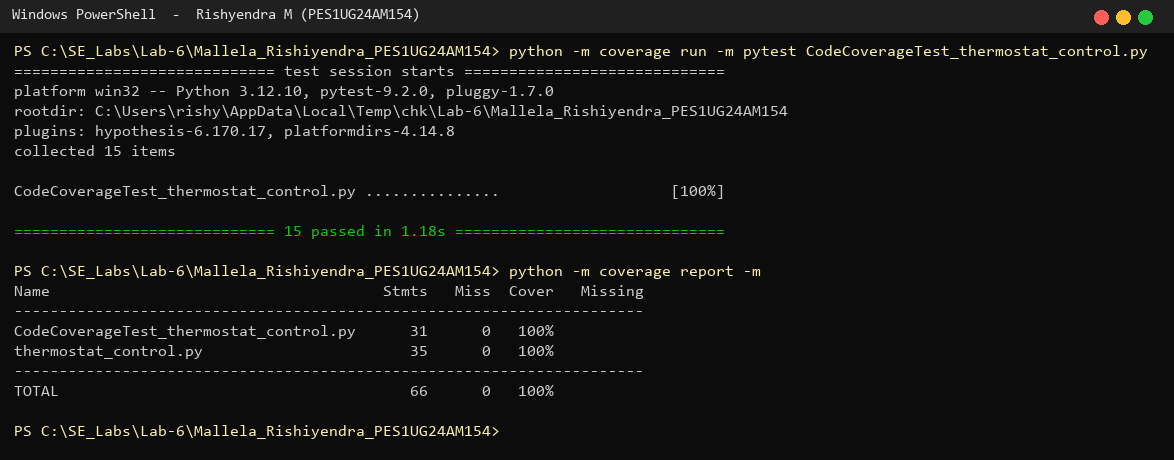 Windows PowerShell  -  Rishyendra M (PES1UG24AM154)
PS C:\SE_Labs\Lab-6\Mallela_Rishiyendra_PES1UG24AM154> python -m coverage run -m pytest CodeCoverageTest_thermostat_control.py
============================= test session starts =============================
platform win32 -- Python 3.12.10, pytest-9.2.0, pluggy-1.7.0
rootdir: C:\Users\rishy\AppData\Local\Temp\chk\Lab-6\Mallela_Rishiyendra_PES1UG24AM154
plugins: hypothesis-6.170.17, platformdirs-4.14.8
collected 15 items
CodeCoverageTest_thermostat_control.py ...............                   [100%]
============================= 15 passed in 1.18s ==============================
PS C:\SE_Labs\Lab-6\Mallela_Rishiyendra_PES1UG24AM154> python -m coverage report -m
Name                                     Stmts   Miss  Cover   Missing
----------------------------------------------------------------------
CodeCoverageTest_thermostat_control.py      31      0   100%
thermostat_control.py                       35      0   100%
----------------------------------------------------------------------
TOTAL                                       66      0   100%
PS C:\SE_Labs\Lab-6\Mallela_Rishiyendra_PES1UG24AM154>